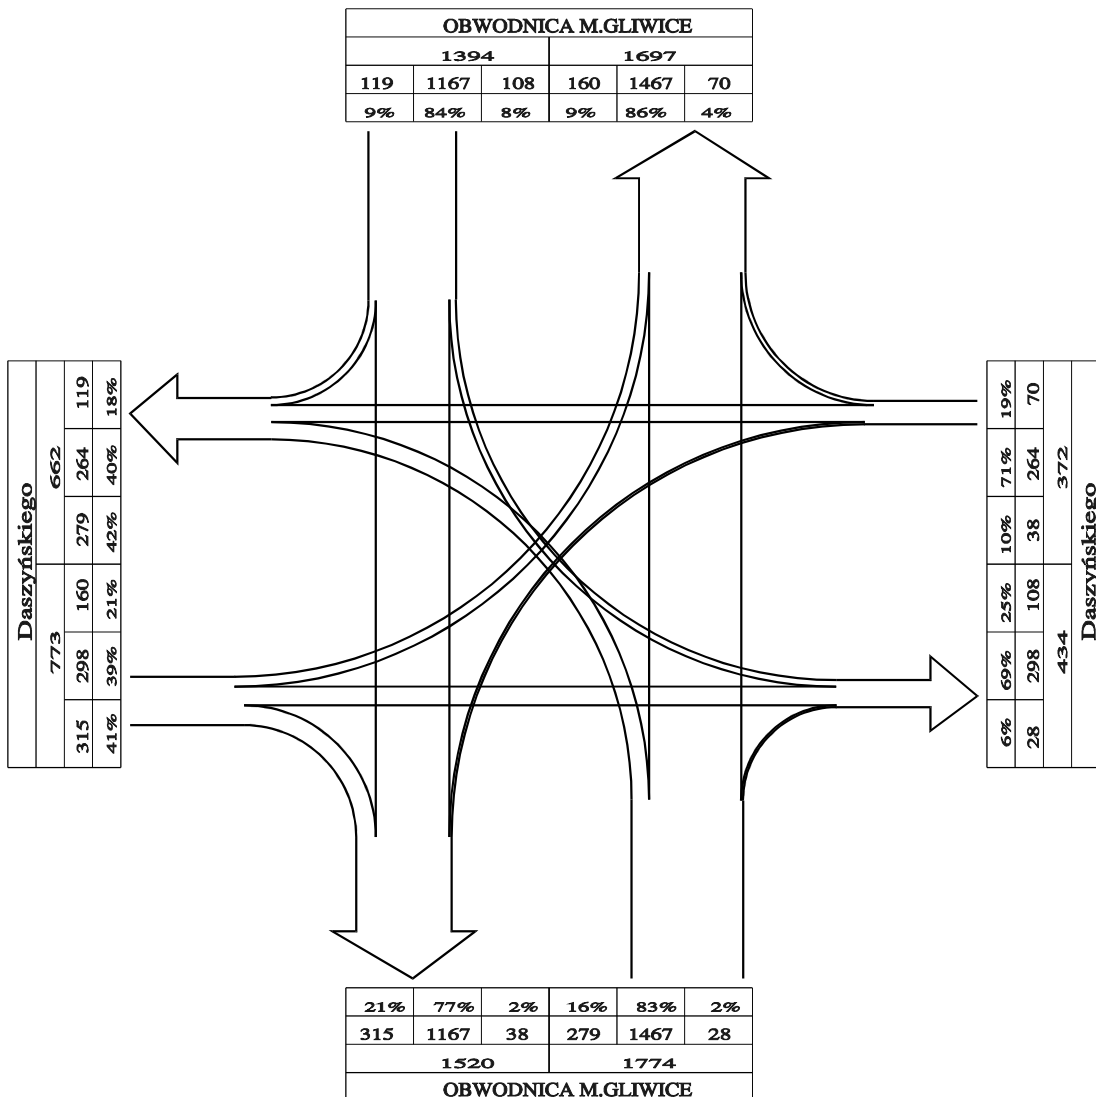 OBWODNICA M.GLIWICE
1394 1697
119 1167 108 160 1467 70
9% 84% 8% 9% 86% 4%
Daszyńskiego
662 773
119 264 279 160 298 315
18% 40% 42% 21% 39% 41%
19% 71% 10% 25% 69% 6%
70 264 38 108 298 28
372 434
Daszyńskiego
21% 77% 2% 16% 83% 2%
315 1167 38 279 1467 28
1520 1774
OBWODNICA M.GLIWICE